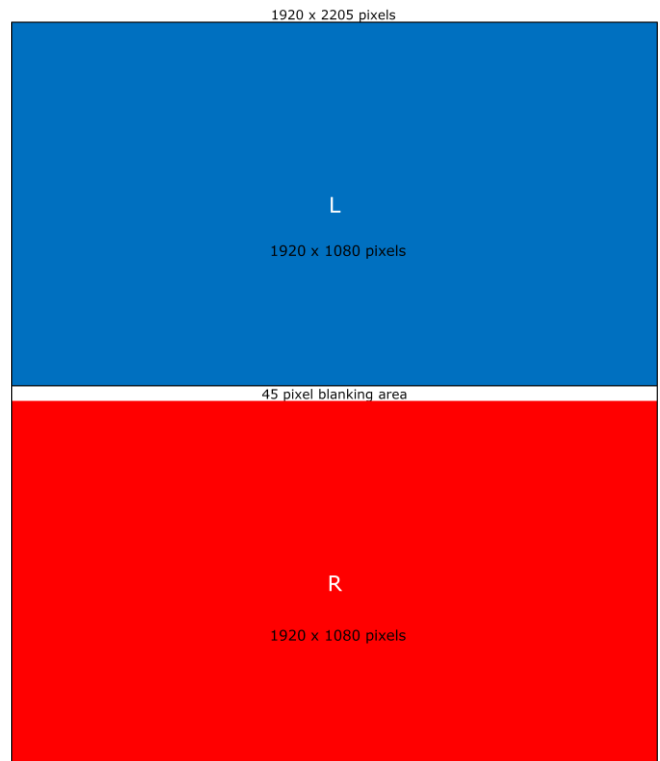 1920 x 2205 pixels
L
1920 x 1080 pixels
45 pixel blanking area
R
1920 x 1080 pixels